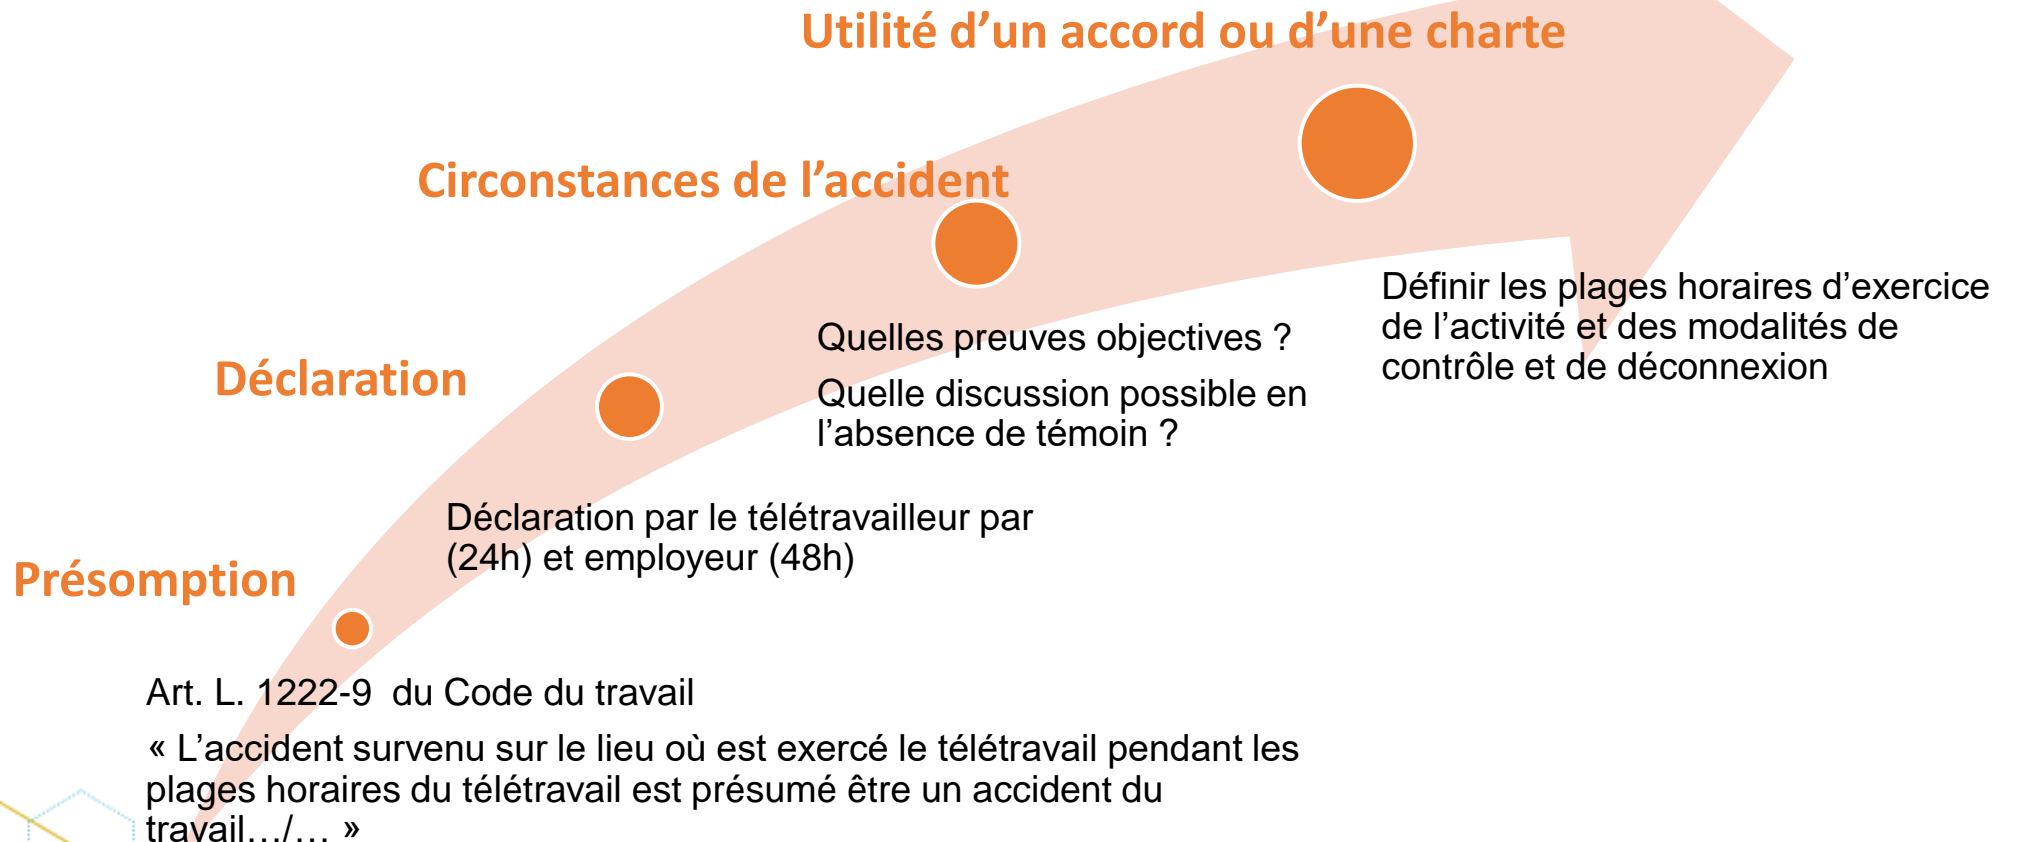 Utilité d’un accord ou d’une charte
Définir les plages horaires d’exercice
de l’activité et des modalités de
contrôle et de déconnexion
Circonstances de l’accident
Quelles preuves objectives ?
Quelle discussion possible en
l’absence de témoin ?
Déclaration
Déclaration par le télétravailleur par
(24h) et employeur (48h)
Présomption
Art. L. 1222-9  du Code du travail
« L’accident survenu sur le lieu où est exercé le télétravail pendant les
plages horaires du télétravail est présumé être un accident du
travail…/… »